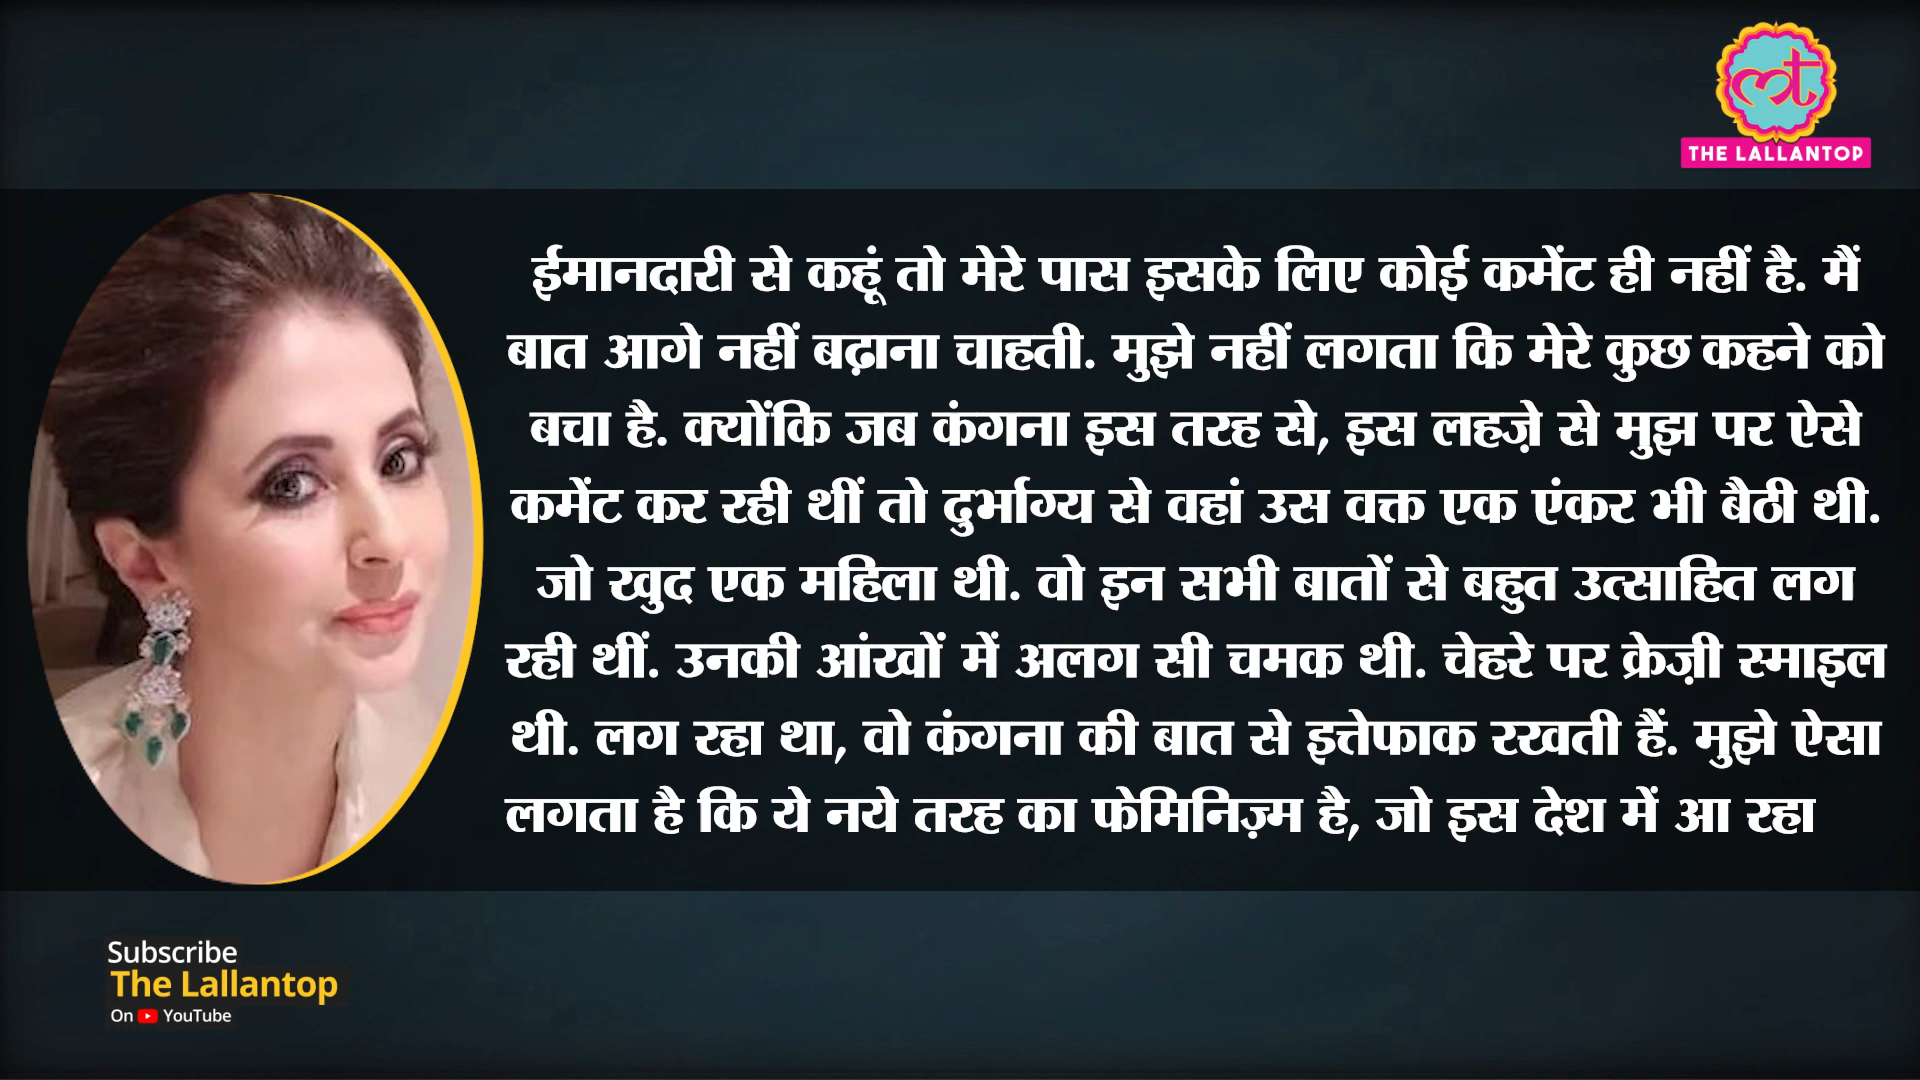 THE LALLANTOP
ईमानदारी से कहूं तो मेरे पास इसके लिए कोई कमेंट ही नहीं है. मैं
बात आगे नहीं बढ़ाना चाहती. मुझे नहीं लगता कि मेरे कुछ कहने को
बचा है. क्योंकि जब कंगना इस तरह से, इस लहज़े से मुझ पर ऐसे
कमेंट कर रही थीं तो दुर्भाग्य से वहां उस वक्त एक एंकर भी बैठी थी.
जो खुद एक महिला थी. वो इन सभी बातों से बहुत उत्साहित लग
रही थीं. उनकी आंखों में अलग सी चमक थी. चेहरे पर क्रेज़ी स्माइल
थी. लग रहा था, वो कंगना की बात से इत्तेफाक रखती हैं. मुझे ऐसा
लगता है कि ये नये तरह का फेमिनिज़्म है, जो इस देश में आ रहा
Subscribe
The Lallantop
On YouTube